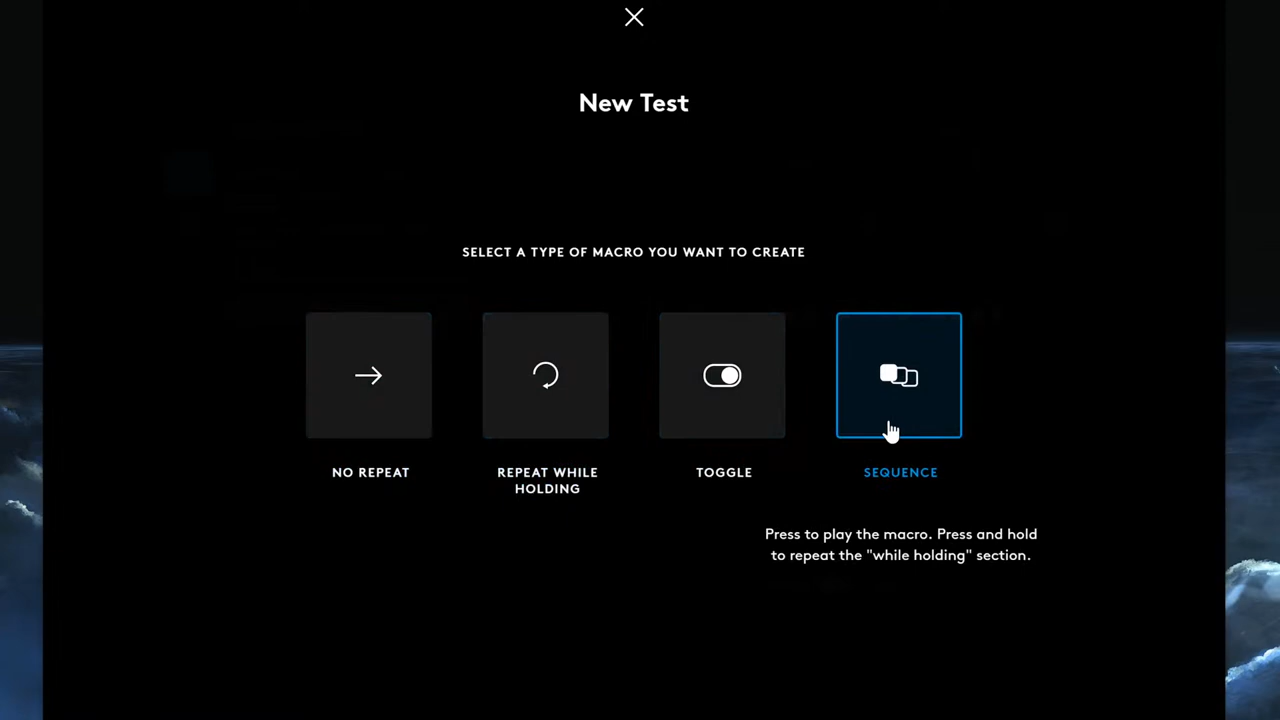 New Test
SELECT A TYPE OF MACRO YOU WANT TO CREATE
NO REPEAT
REPEAT WHILE
HOLDING
TOGGLE
SEQUENCE
Press to play the macro. Press and hold
to repeat the "while holding" section.